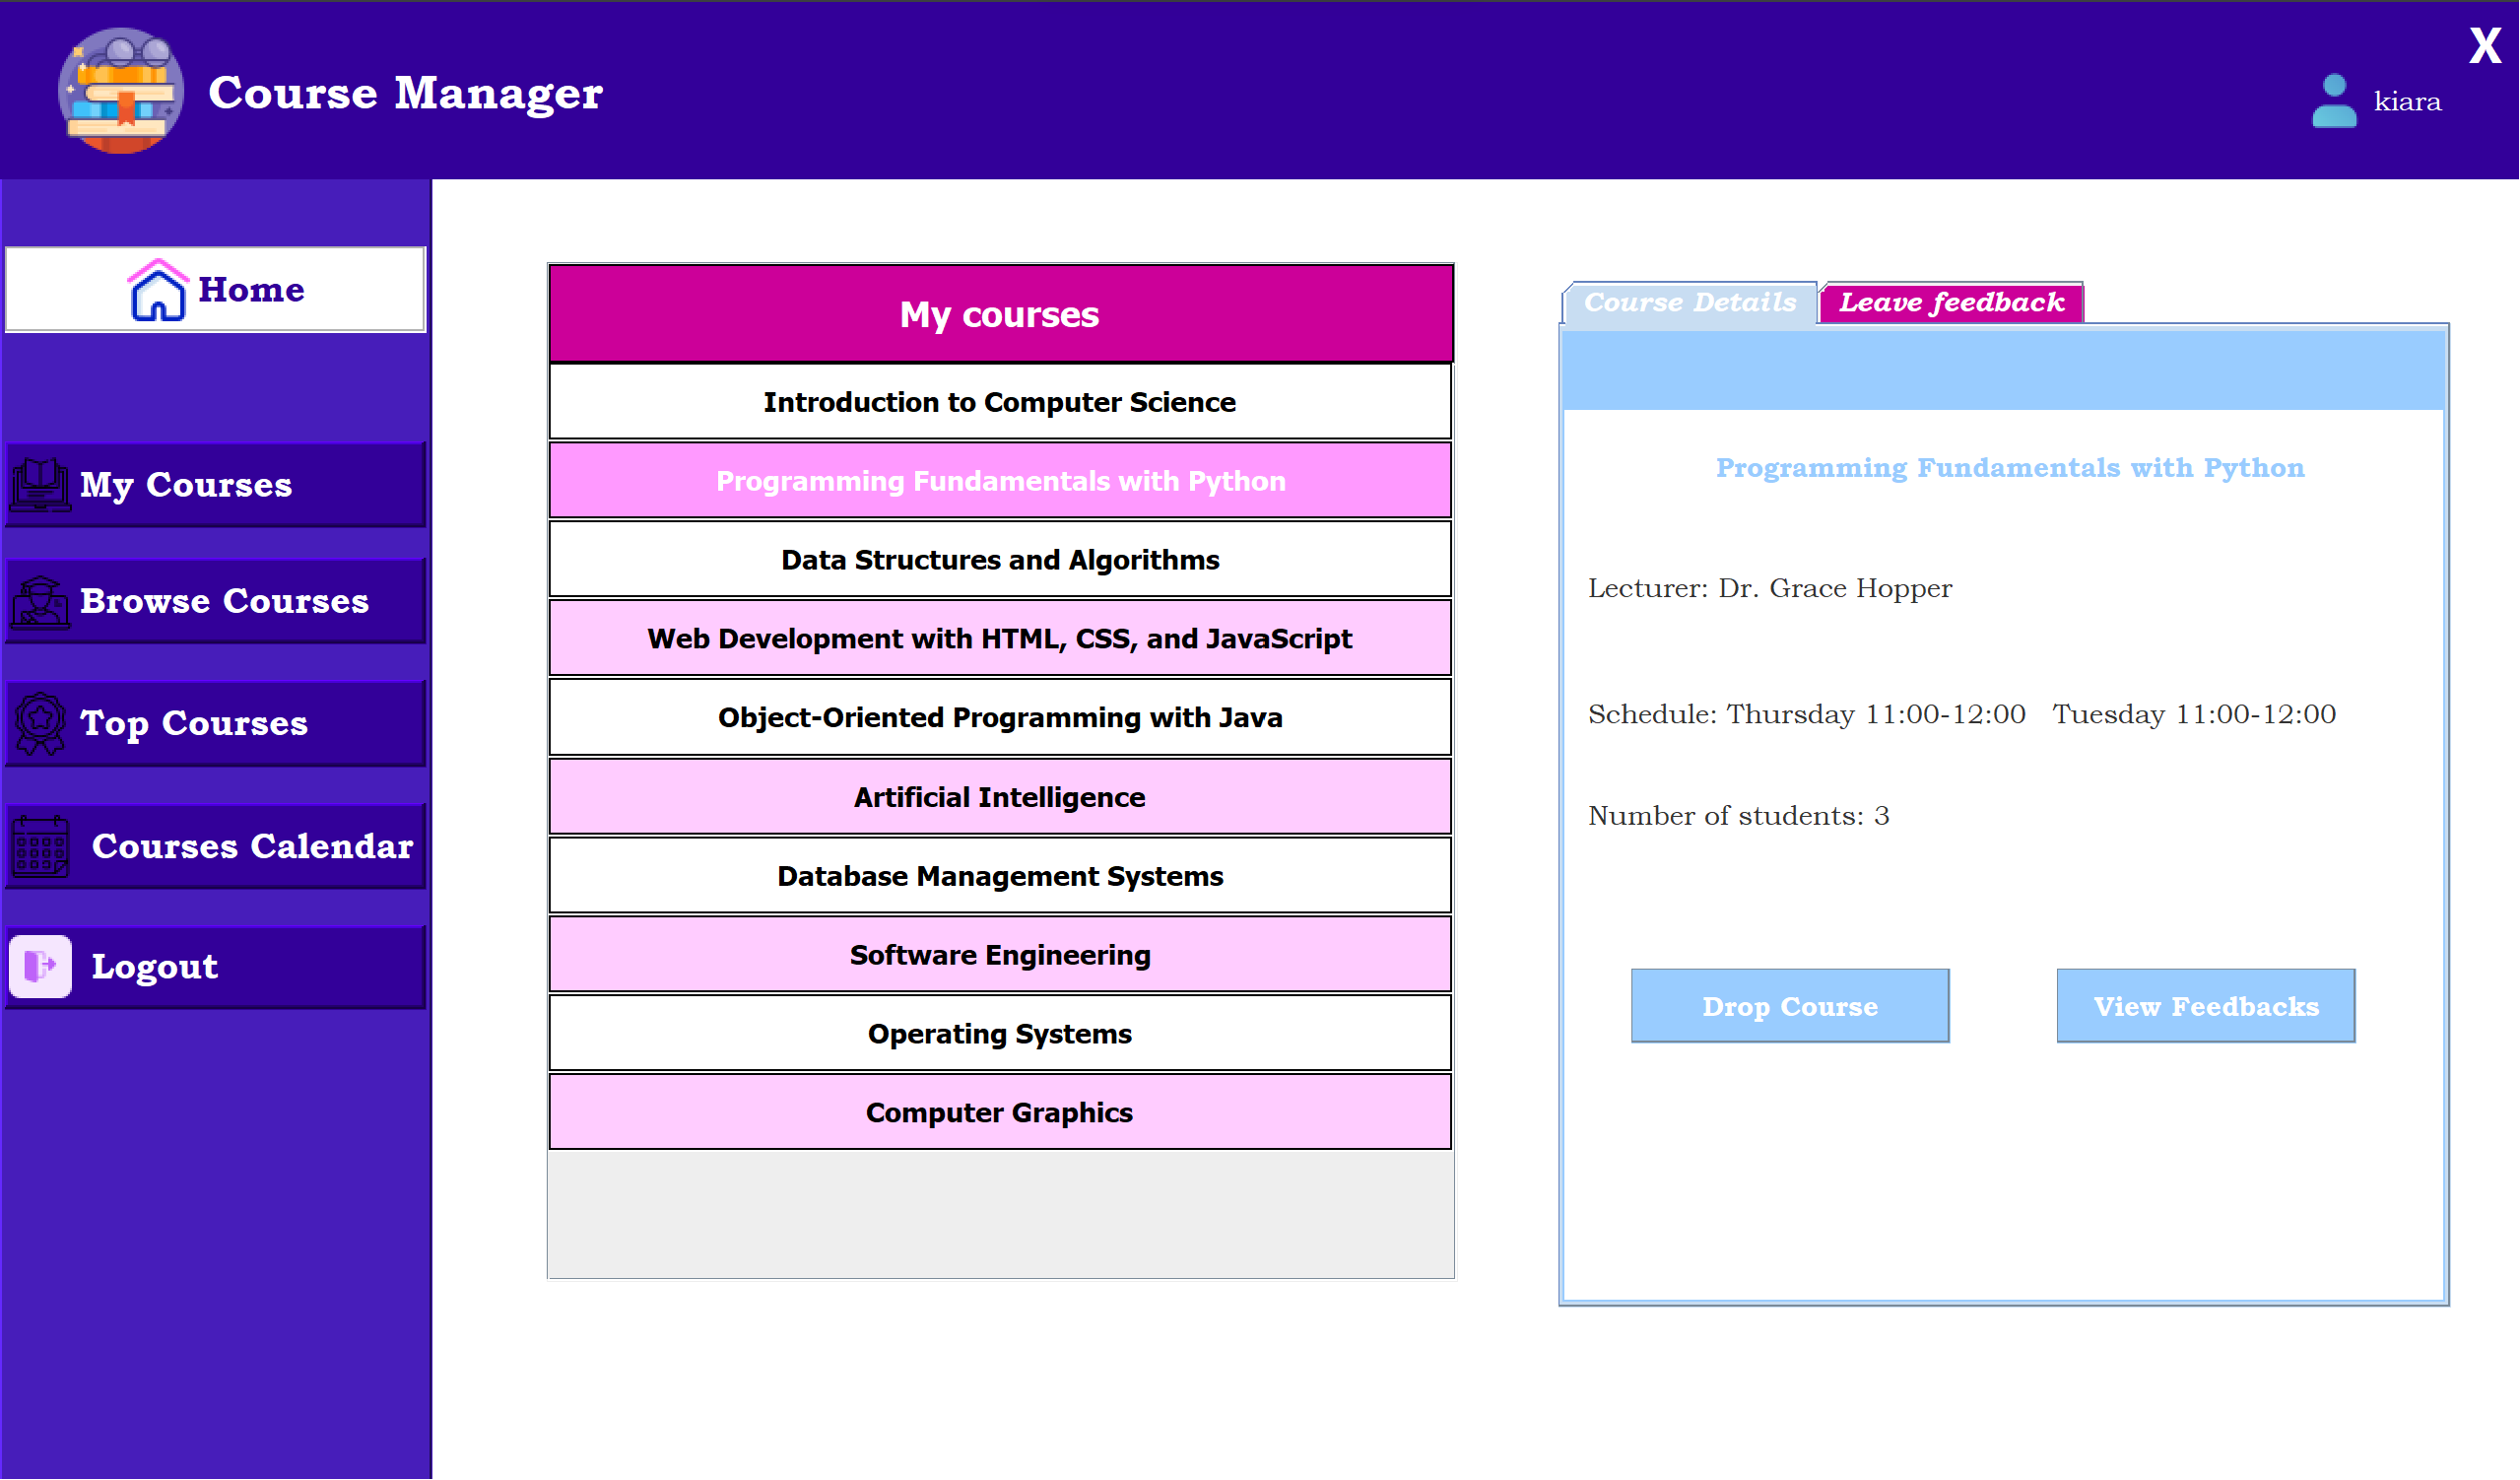 Course Manager
X
kiara
Home
My Courses
Browse Courses
Top Courses
Courses Calendar
Logout
My courses
Introduction to Computer Science
Programming Fundamentals with Python
Data Structures and Algorithms
Web Development with HTML, CSS, and JavaScript
Object-Oriented Programming with Java
Artificial Intelligence
Database Management Systems
Software Engineering
Operating Systems
Computer Graphics
Course Details
Leave feedback
Programming Fundamentals with Python
Lecturer: Dr. Grace Hopper
Schedule: Thursday 11:00-12:00 Tuesday 11:00-12:00
Number of students: 3
Drop Course
View Feedbacks